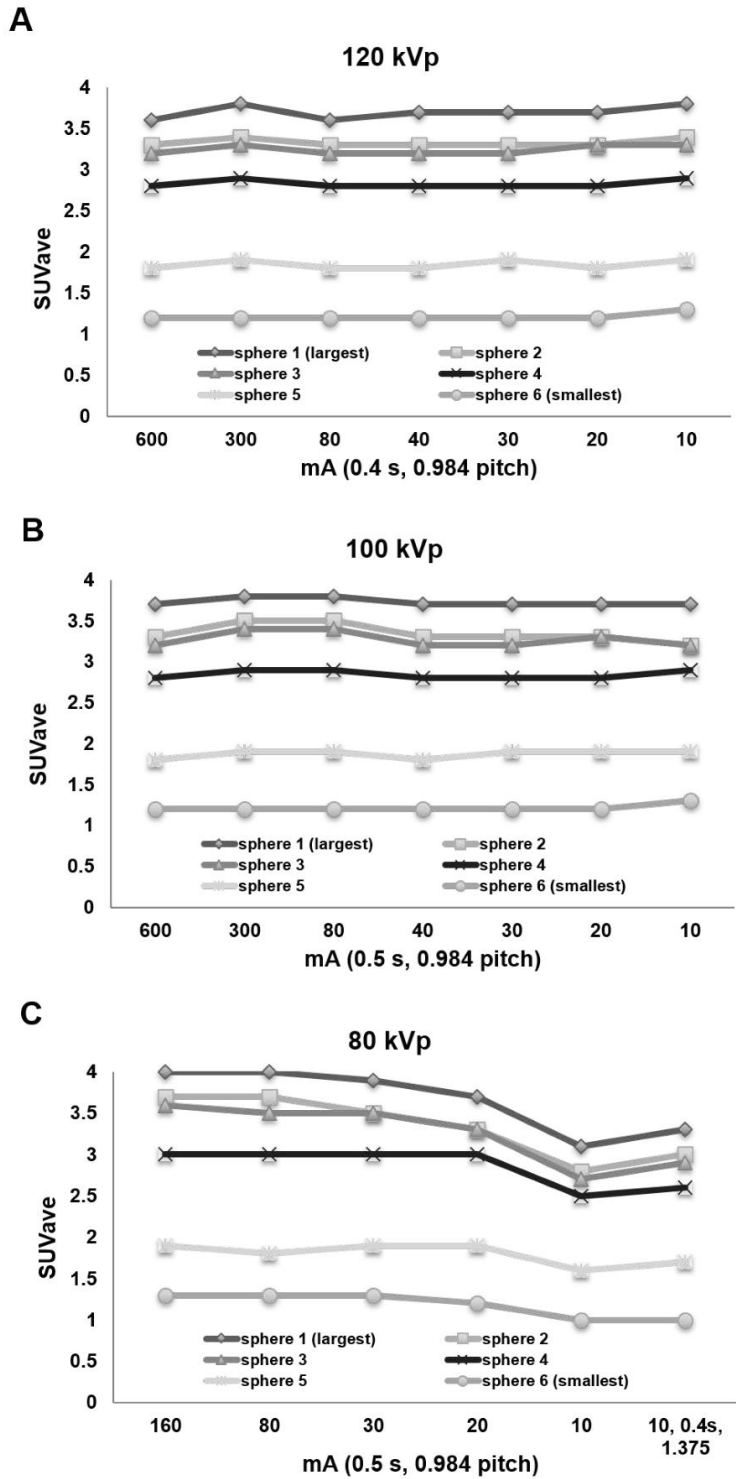 A
120 kVp
4
3.5
3
2.5
2
1.5
1
0.5
0
SUVave
sphere 1 (largest) sphere 2
sphere 3 sphere 4
sphere 5 sphere 6 (smallest)
600 300 80 40 30 20 10
mA (0.4 s, 0.984 pitch)
B
100 kVp
4
3.5
3
2.5
2
1.5
1
0.5
0
SUVave
sphere 1 (largest) sphere 2
sphere 3 sphere 4
sphere 5 sphere 6 (smallest)
600 300 80 40 30 20 10
mA (0.5 s, 0.984 pitch)
C
80 kVp
4
3.5
3
2.5
2
1.5
1
0.5
0
SUVave
sphere 1 (largest) sphere 2
sphere 3 sphere 4
sphere 5 sphere 6 (smallest)
160 80 30 20 10 10, 0.4s,
1.375
mA (0.5 s, 0.984 pitch)